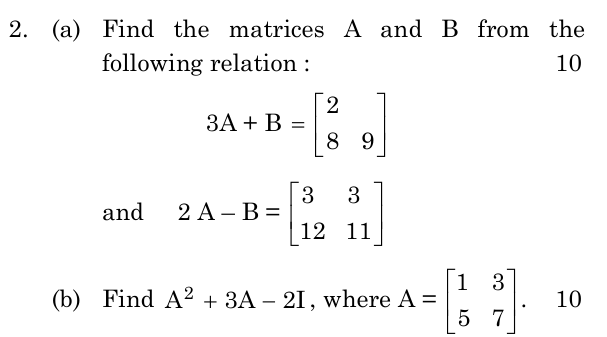 2. (a) Find the matrices A and B from the
following relation : 10
3A + B = [2
8 9]
and 2 A – B = [3 3
12 11]
(b) Find A² + 3A – 2I, where A = [1 3
5 7]. 10